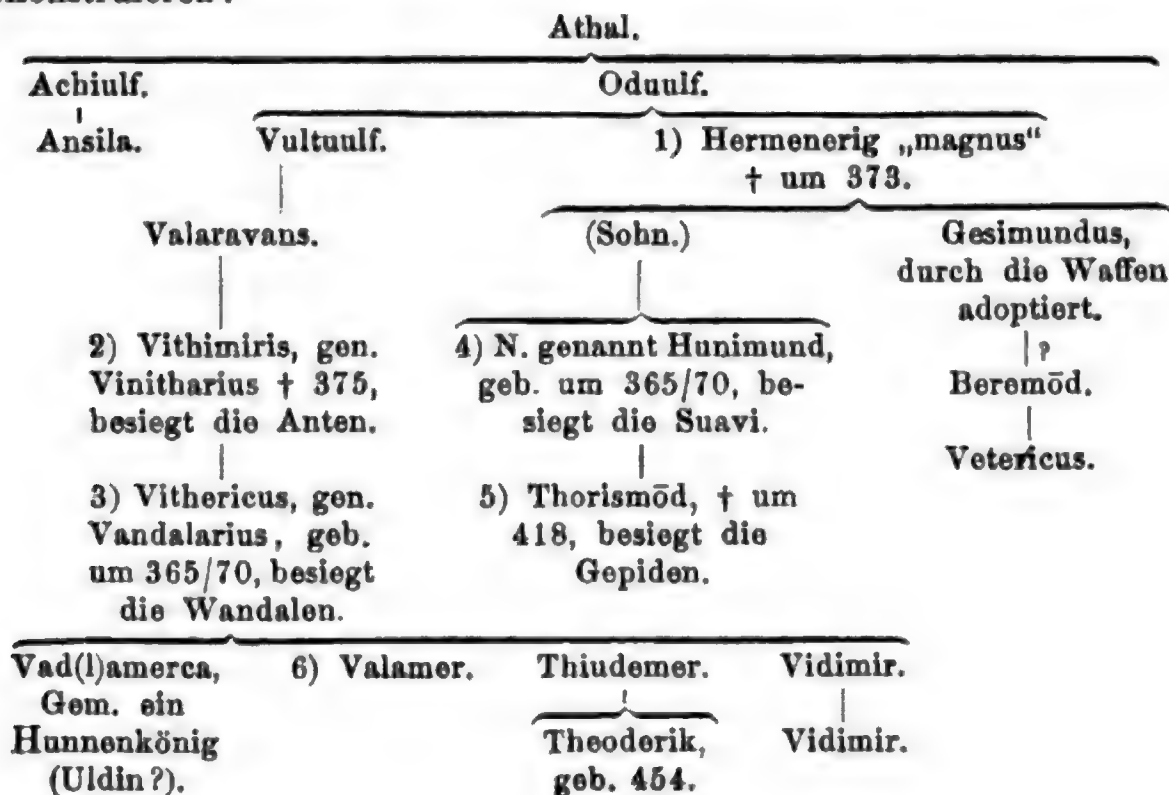 Athal.
Achiulf. Oduulf.
Ansila. Vultuulf. 1) Hermenerig „magnus“
† um 373.
Valaravans. (Sohn.) Gesimundus,
durch die Waffen
adoptiert.
2) Vithimiris, gen. 4) N. genannt Hunimund, ?
Vinitharius † 375, geb. um 365/70, be- Beremōd.
besiegt die Anten. siegt die Suavi.
Vetericus.
3) Vithericus, gen. 5) Thorismōd, † um
Vandalarius, geb. 418, besiegt die
um 365/70, besiegt Gepiden.
die Wandalen.
Vad(l)amerca, 6) Valamer. Thiudemer. Vidimir.
Gem. ein
Hunnenkönig Theoderik, Vidimir.
(Uldin?). geb. 454.